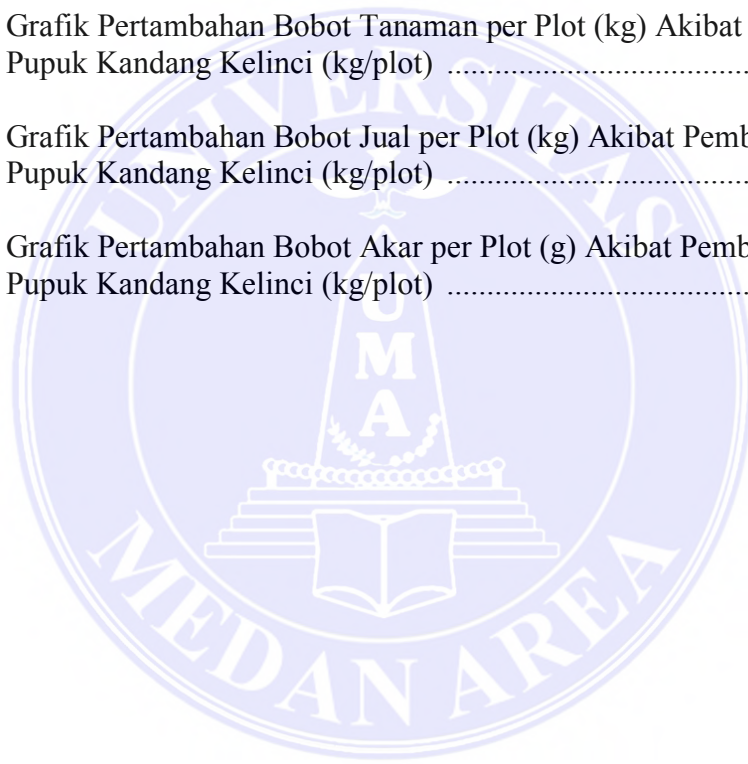 Grafik Pertambahan Bobot Tanaman per Plot (kg) Akibat
Pupuk Kandang Kelinci (kg/plot) ....................................
Grafik Pertambahan Bobot Jual per Plot (kg) Akibat Pemb
Pupuk Kandang Kelinci (kg/plot) ....................................
Grafik Pertambahan Bobot Akar per Plot (g) Akibat Pemb
Pupuk Kandang Kelinci (kg/plot) ....................................
UNIVERSITAS
UMA
MEDAN AREA